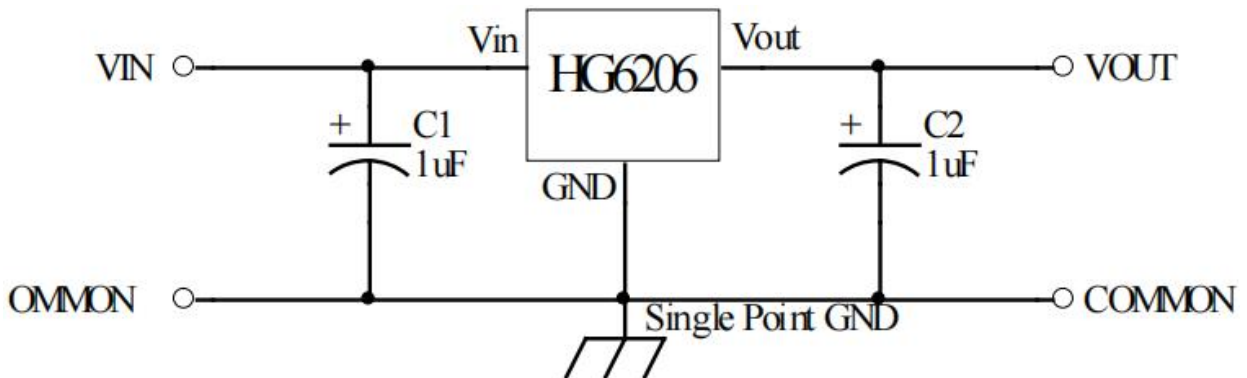 Vin
Vout
VIN
HG6206
VOUT
+
C1
1uF
+
C2
1uF
GND
OMMON
COMMON
Single Point GND